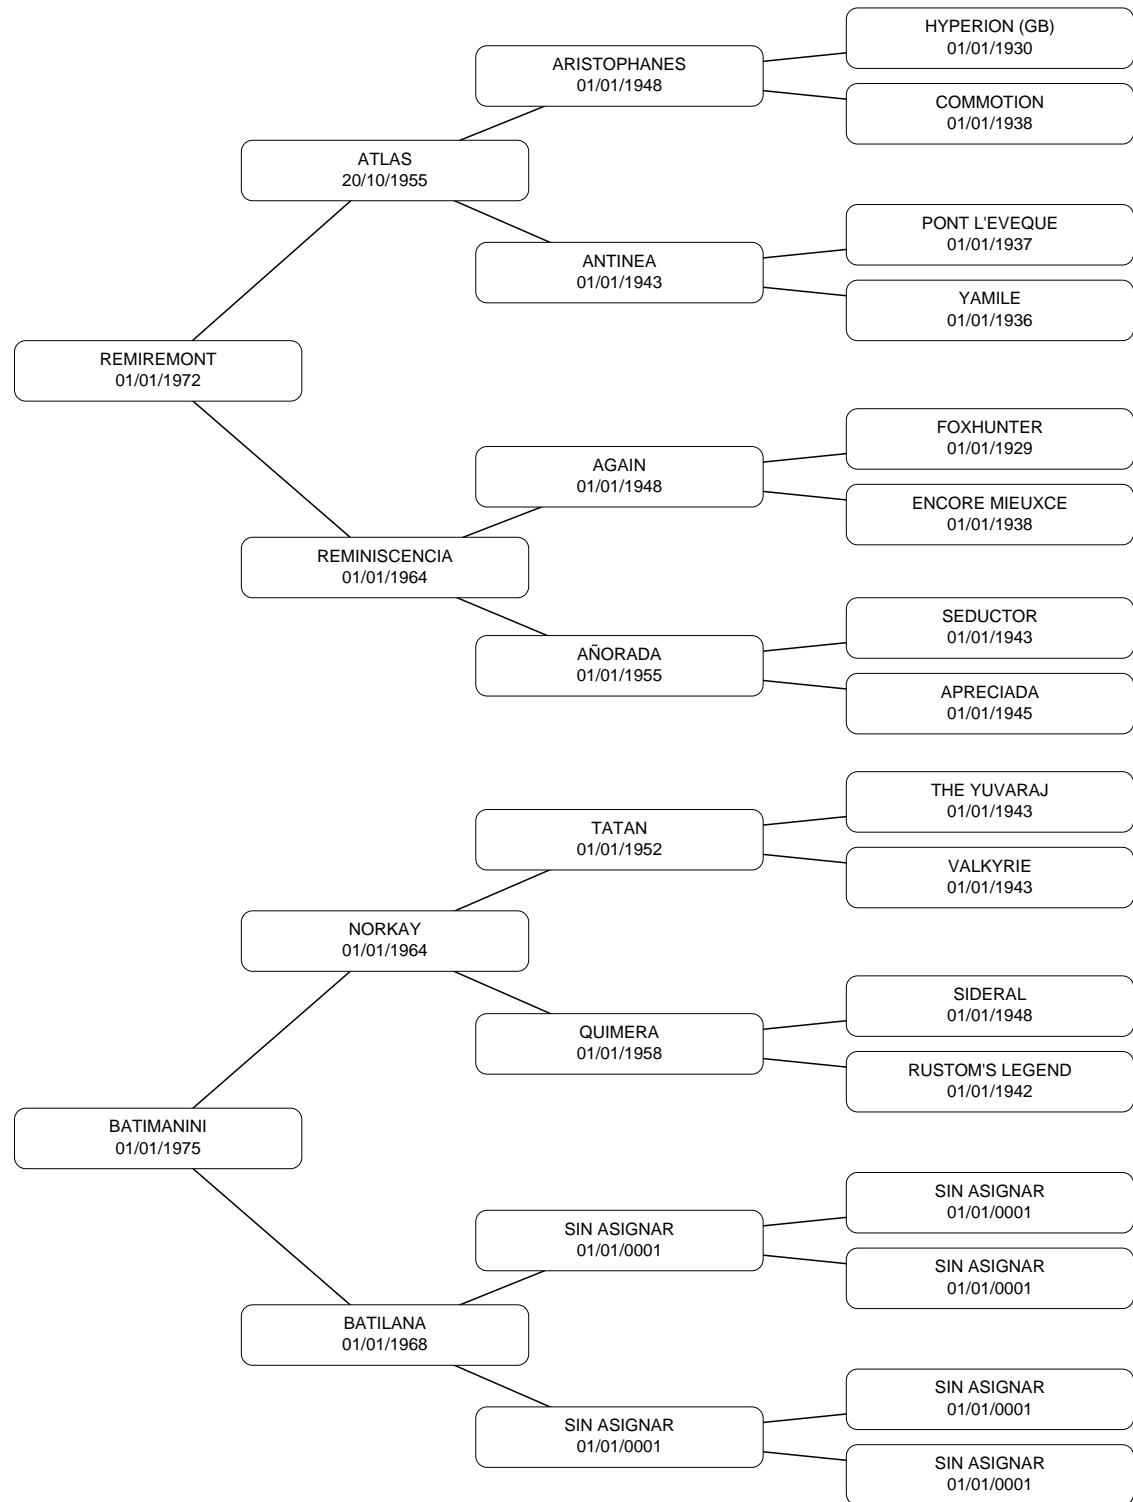 HYPERION (GB)
01/01/1930
ARISTOPHANES
01/01/1948
COMMOTION
01/01/1938
ATLAS
20/10/1955
PONT L'EVEQUE
01/01/1937
ANTINEA
01/01/1943
YAMILE
01/01/1936
REMIREMONT
01/01/1972
FOXHUNTER
01/01/1929
AGAIN
01/01/1948
ENCORE MIEUXCE
01/01/1938
REMINISCENCIA
01/01/1964
SEDUCTOR
01/01/1943
AÑORADA
01/01/1955
APRECIADA
01/01/1945
THE YUVARAJ
01/01/1943
TATAN
01/01/1952
VALKYRIE
01/01/1943
NORKAY
01/01/1964
SIDERAL
01/01/1948
QUIMERA
01/01/1958
RUSTOM'S LEGEND
01/01/1942
BATIMANINI
01/01/1975
SIN ASIGNAR
01/01/0001
SIN ASIGNAR
01/01/0001
SIN ASIGNAR
01/01/0001
BATILANA
01/01/1968
SIN ASIGNAR
01/01/0001
SIN ASIGNAR
01/01/0001
SIN ASIGNAR
01/01/0001